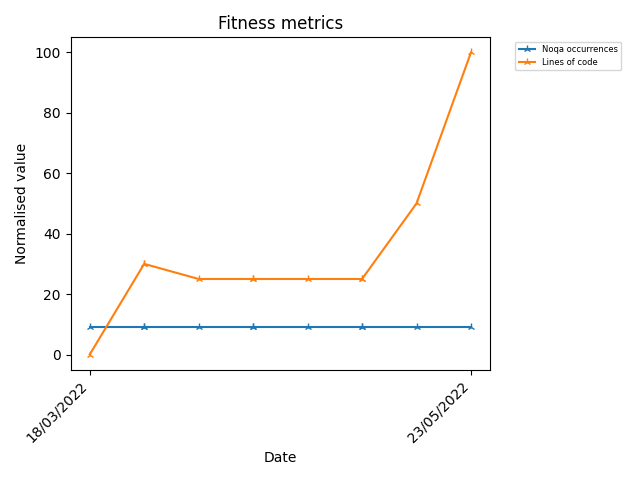 Fitness metrics
Noqa occurrences
Lines of code
Normalised value
100
80
60
40
20
0
18/03/2022
23/05/2022
Date